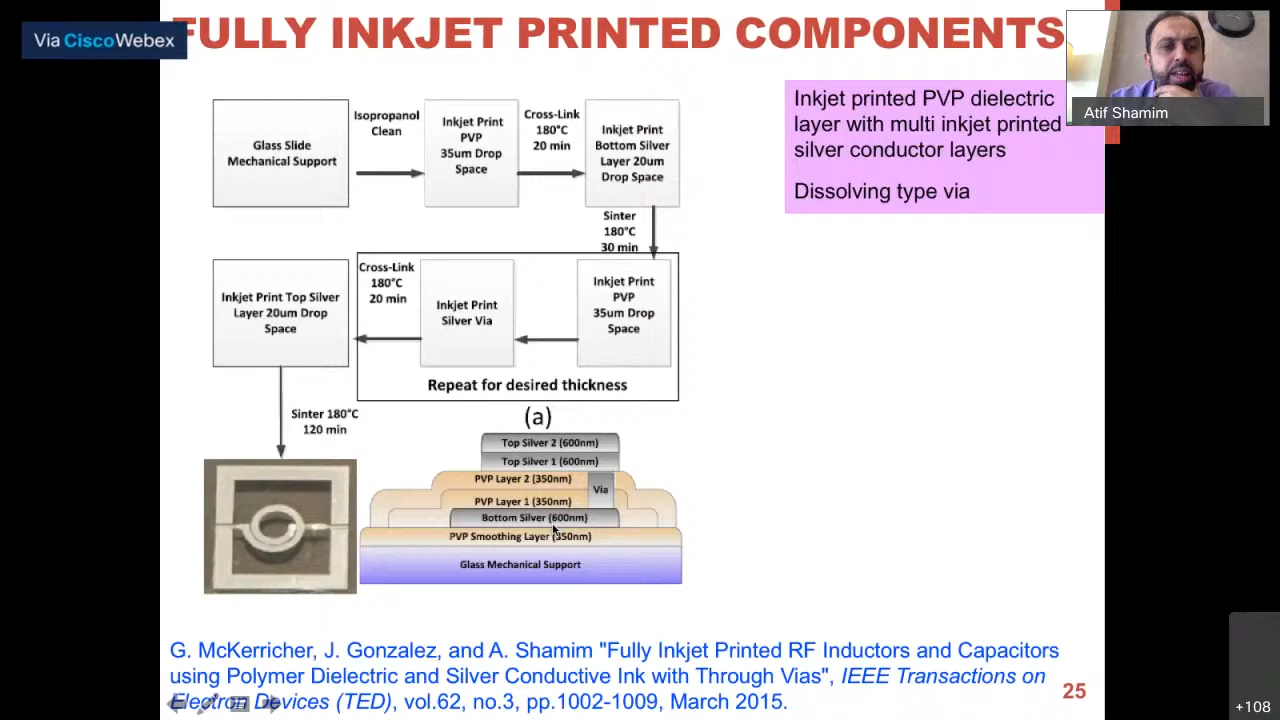 Via CiscoWebex
FULLY INKJET PRINTED COMPONENTS
Atif Shamim
Inkjet printed PVP dielectric
layer with multi inkjet printed
silver conductor layers
Dissolving type via
Glass Slide
Mechanical Support
Isopropanol
Clean
Inkjet Print
PVP
35um Drop
Space
Cross-Link
180°C
20 min
Inkjet Print
Bottom Silver
Layer 20um
Drop Space
Sinter
180°C
30 min
Inkjet Print
PVP
35um Drop
Space
Inkjet Print
Silver Via
Cross-Link
180°C
20 min
Repeat for desired thickness
Inkjet Print Top Silver
Layer 20um Drop
Space
Sinter 180°C
120 min
(a)
Top Silver 2 (600nm)
Top Silver 1 (600nm)
PVP Layer 2 (350nm)
Via
PVP Layer 1 (350nm)
Bottom Silver (600nm)
PVP Smoothing Layer (350nm)
Glass Mechanical Support
G. McKerricher, J. Gonzalez, and A. Shamim "Fully Inkjet Printed RF Inductors and Capacitors
using Polymer Dielectric and Silver Conductive Ink with Through Vias", IEEE Transactions on
Electron Devices (TED), vol.62, no.3, pp.1002-1009, March 2015.
25
+108